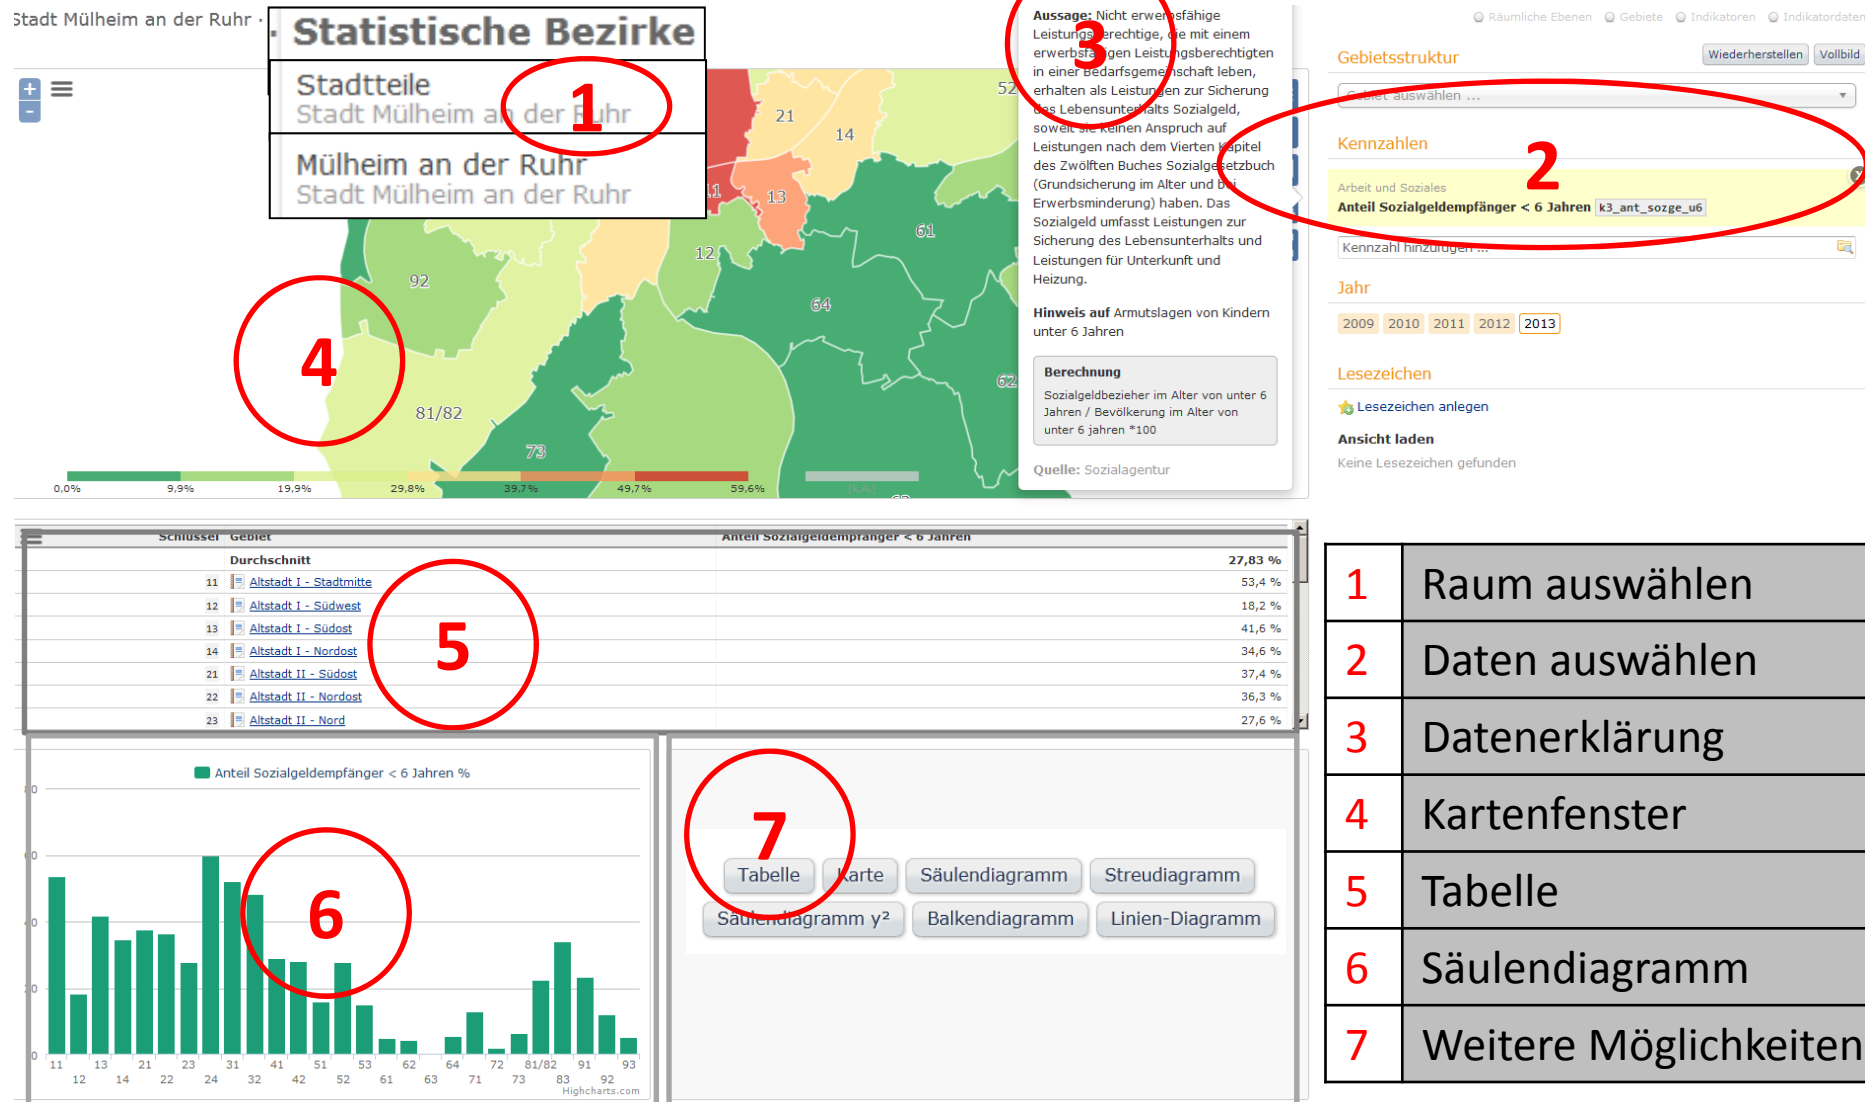 Stadt Mülheim an der Ruhr ·
Statistische Bezirke
Stadtteile
Stadt Mülheim an der Ruhr
Mülheim an der Ruhr
Stadt Mülheim an der Ruhr
1
+
-
52
21
14
11
13
12
61
92
64
62
81/82
73
63
4
0,0%
9,9%
19,9%
29,8%
39,7%
49,7%
59,6%
[k.A.]
3
Aussage: Nicht erwerbsfähige
Leistungsberechtige, die mit einem
erwerbsfähigen Leistungsberechtigten
in einer Bedarfsgemeinschaft leben,
erhalten als Leistungen zur Sicherung
des Lebensunterhalts Sozialgeld,
soweit sie keinen Anspruch auf
Leistungen nach dem Vierten Kapitel
des Zwölften Buches Sozialgesetzbuch
(Grundsicherung im Alter und bei
Erwerbsminderung) haben. Das
Sozialgeld umfasst Leistungen zur
Sicherung des Lebensunterhalts und
Leistungen für Unterkunft und
Heizung.
Hinweis auf Armutslagen von Kindern
unter 6 Jahren
Berechnung
Sozialgeldbezieher im Alter von unter 6
Jahren / Bevölkerung im Alter von
unter 6 jahren *100
Quelle: Sozialagentur
Räumliche Ebenen Gebiete Indikatoren Indikatordaten
Gebietsstruktur
Wiederherstellen Vollbild
Gebiet auswählen ...
Kennzahlen
2
Arbeit und Soziales
Anteil Sozialgeldempfänger < 6 Jahren k3_ant_sozge_u6
Kennzahl hinzufügen ...
Jahr
2009 2010 2011 2012 2013
Lesezeichen
Lesezeichen anlegen
Ansicht laden
Keine Lesezeichen gefunden
Schlüssel Gebiet Anteil Sozialgeldempfänger < 6 Jahren
Durchschnitt 27,83 %
11 Altstadt I - Stadtmitte 53,4 %
12 Altstadt I - Südwest 18,2 %
13 Altstadt I - Südost 41,6 %
14 Altstadt I - Nordost 34,6 %
21 Altstadt II - Südost 37,4 %
22 Altstadt II - Nordost 36,3 %
23 Altstadt II - Nord 27,6 %
5
Anteil Sozialgeldempfänger < 6 Jahren %
80
60
40
20
0
6
11 13 21 23 31 41 51 53 62 64 72 81/82 91 93
12 14 22 24 32 42 52 61 63 71 73 83 92
Highcharts.com
7
Tabelle Karte Säulendiagramm Streudiagramm
Säulendiagramm y² Balkendiagramm Linien-Diagramm
1 Raum auswählen
2 Daten auswählen
3 Datenerklärung
4 Kartenfenster
5 Tabelle
6 Säulendiagramm
7 Weitere Möglichkeiten